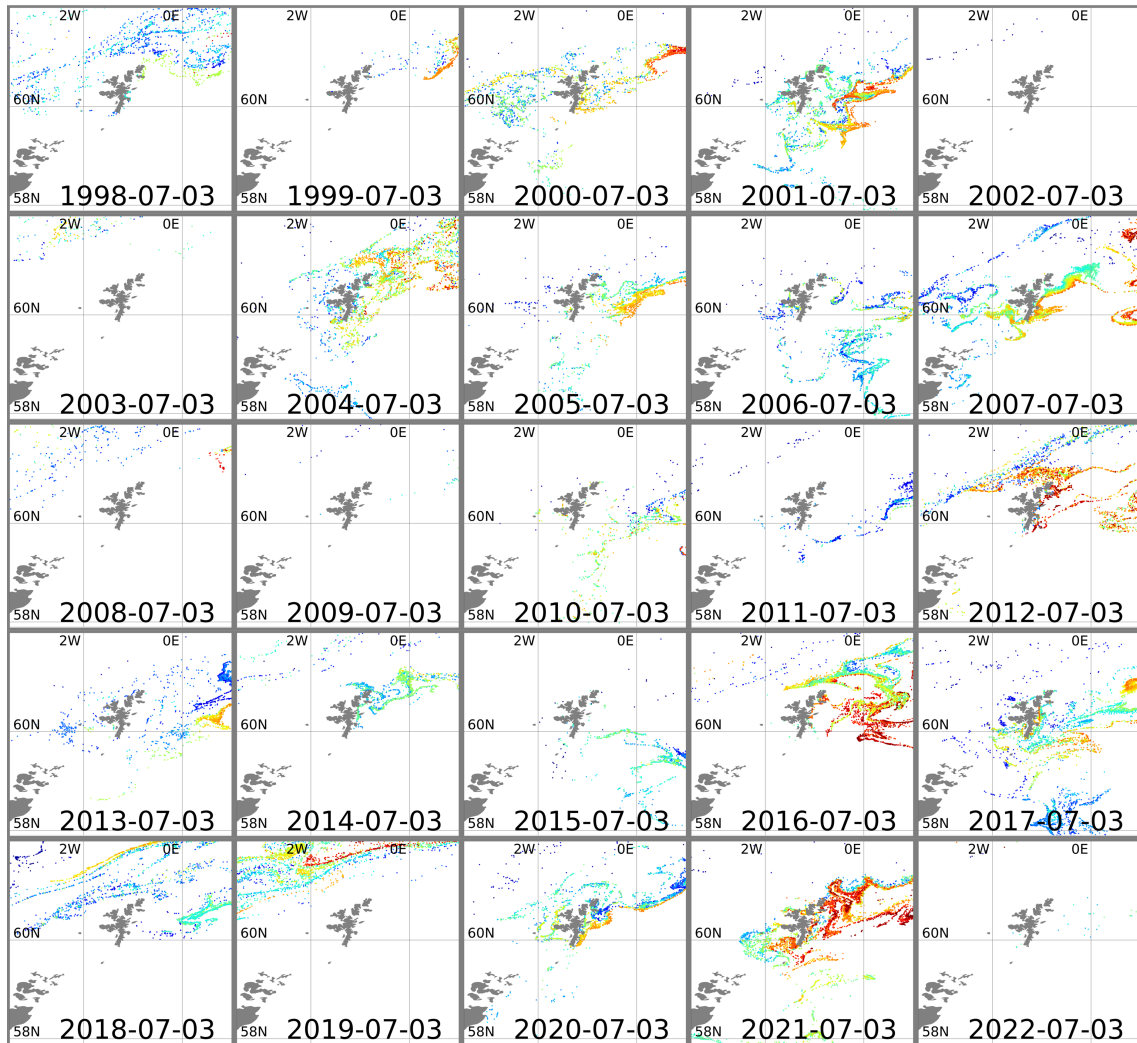 2W 0E 2W 0E 2W 0E 2W 0E 2W 0E
60N 60N 60N 60N 60N
58N 1998-07-03 58N 1999-07-03 58N 2000-07-03 58N 2001-07-03 58N 2002-07-03
2W 0E 2W 0E 2W 0E 2W 0E 2W 0E
60N 60N 60N 60N 60N
58N 2003-07-03 58N 2004-07-03 58N 2005-07-03 58N 2006-07-03 58N 2007-07-03
2W 0E 2W 0E 2W 0E 2W 0E 2W 0E
60N 60N 60N 60N 60N
58N 2008-07-03 58N 2009-07-03 58N 2010-07-03 58N 2011-07-03 58N 2012-07-03
2W 0E 2W 0E 2W 0E 2W 0E 2W 0E
60N 60N 60N 60N 60N
58N 2013-07-03 58N 2014-07-03 58N 2015-07-03 58N 2016-07-03 58N 2017-07-03
2W 0E 2W 0E 2W 0E 2W 0E 2W 0E
60N 60N 60N 60N 60N
58N 2018-07-03 58N 2019-07-03 58N 2020-07-03 58N 2021-07-03 58N 2022-07-03